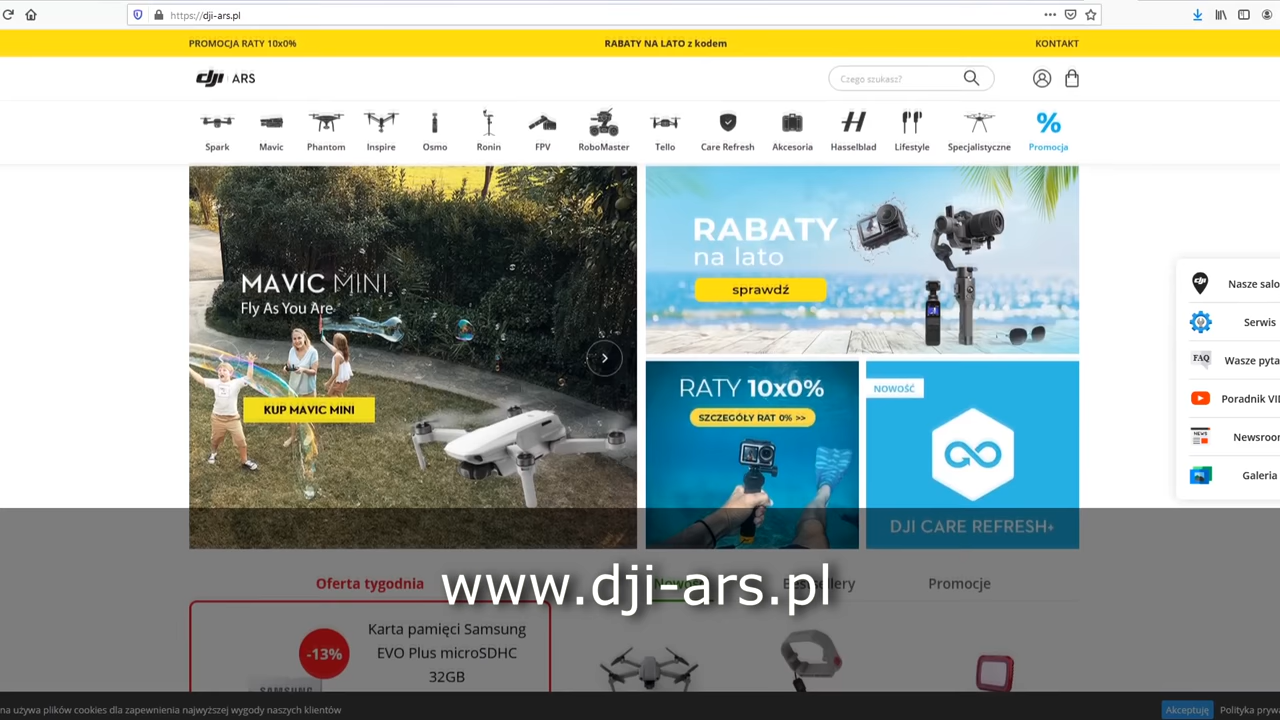 https://dji-ars.pl
PROMOCJA RATY 10x0%
RABATY NA LATO z kodem
KONTAKT
dji ARS
Czego szukasz?
Spark
Mavic
Phantom
Inspire
Osmo
Ronin
FPV
RoboMaster
Tello
Care Refresh
Akcesoria
Hasselblad
Lifestyle
Specjalistyczne
%
Promocja
MAVIC MINI
Fly As You Are
KUP MAVIC MINI
RABATY
na lato
sprawdź
RATY 10x0%
SZCZEGÓŁY RAT 0% >>
NOWOŚĆ
DJI CARE REFRESH+
Nasze salo
Serwis
FAQ
Wasze pyta
Poradnik VI
NEWS
Newsroo
Galeria
www.dji-ars.pl
Oferta tygodnia
Promocje
-13%
Karta pamięci Samsung
EVO Plus microSDHC
32GB
SAMSUNG
na używa plików cookies dla zapewnienia najwyższej wygody naszych klientów
Akceptuję
Polityka pryw